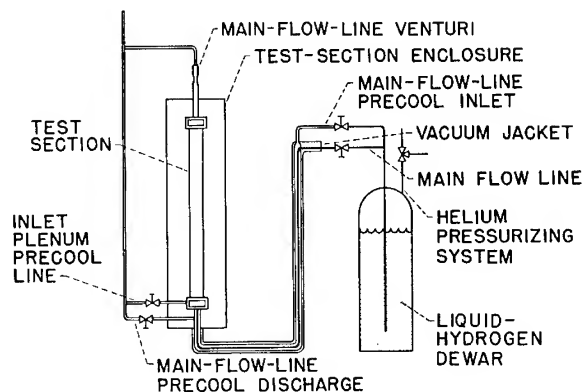 MAIN-FLOW-LINE VENTURI
TEST-SECTION ENCLOSURE
MAIN-FLOW-LINE
PRECOOL INLET
TEST
SECTION
VACUUM JACKET
MAIN FLOW LINE
INLET
PLENUM
PRECOOL
LINE
HELIUM
PRESSURIZING
SYSTEM
LIQUID-
HYDROGEN
DEWAR
MAIN-FLOW-LINE
PRECOOL DISCHARGE